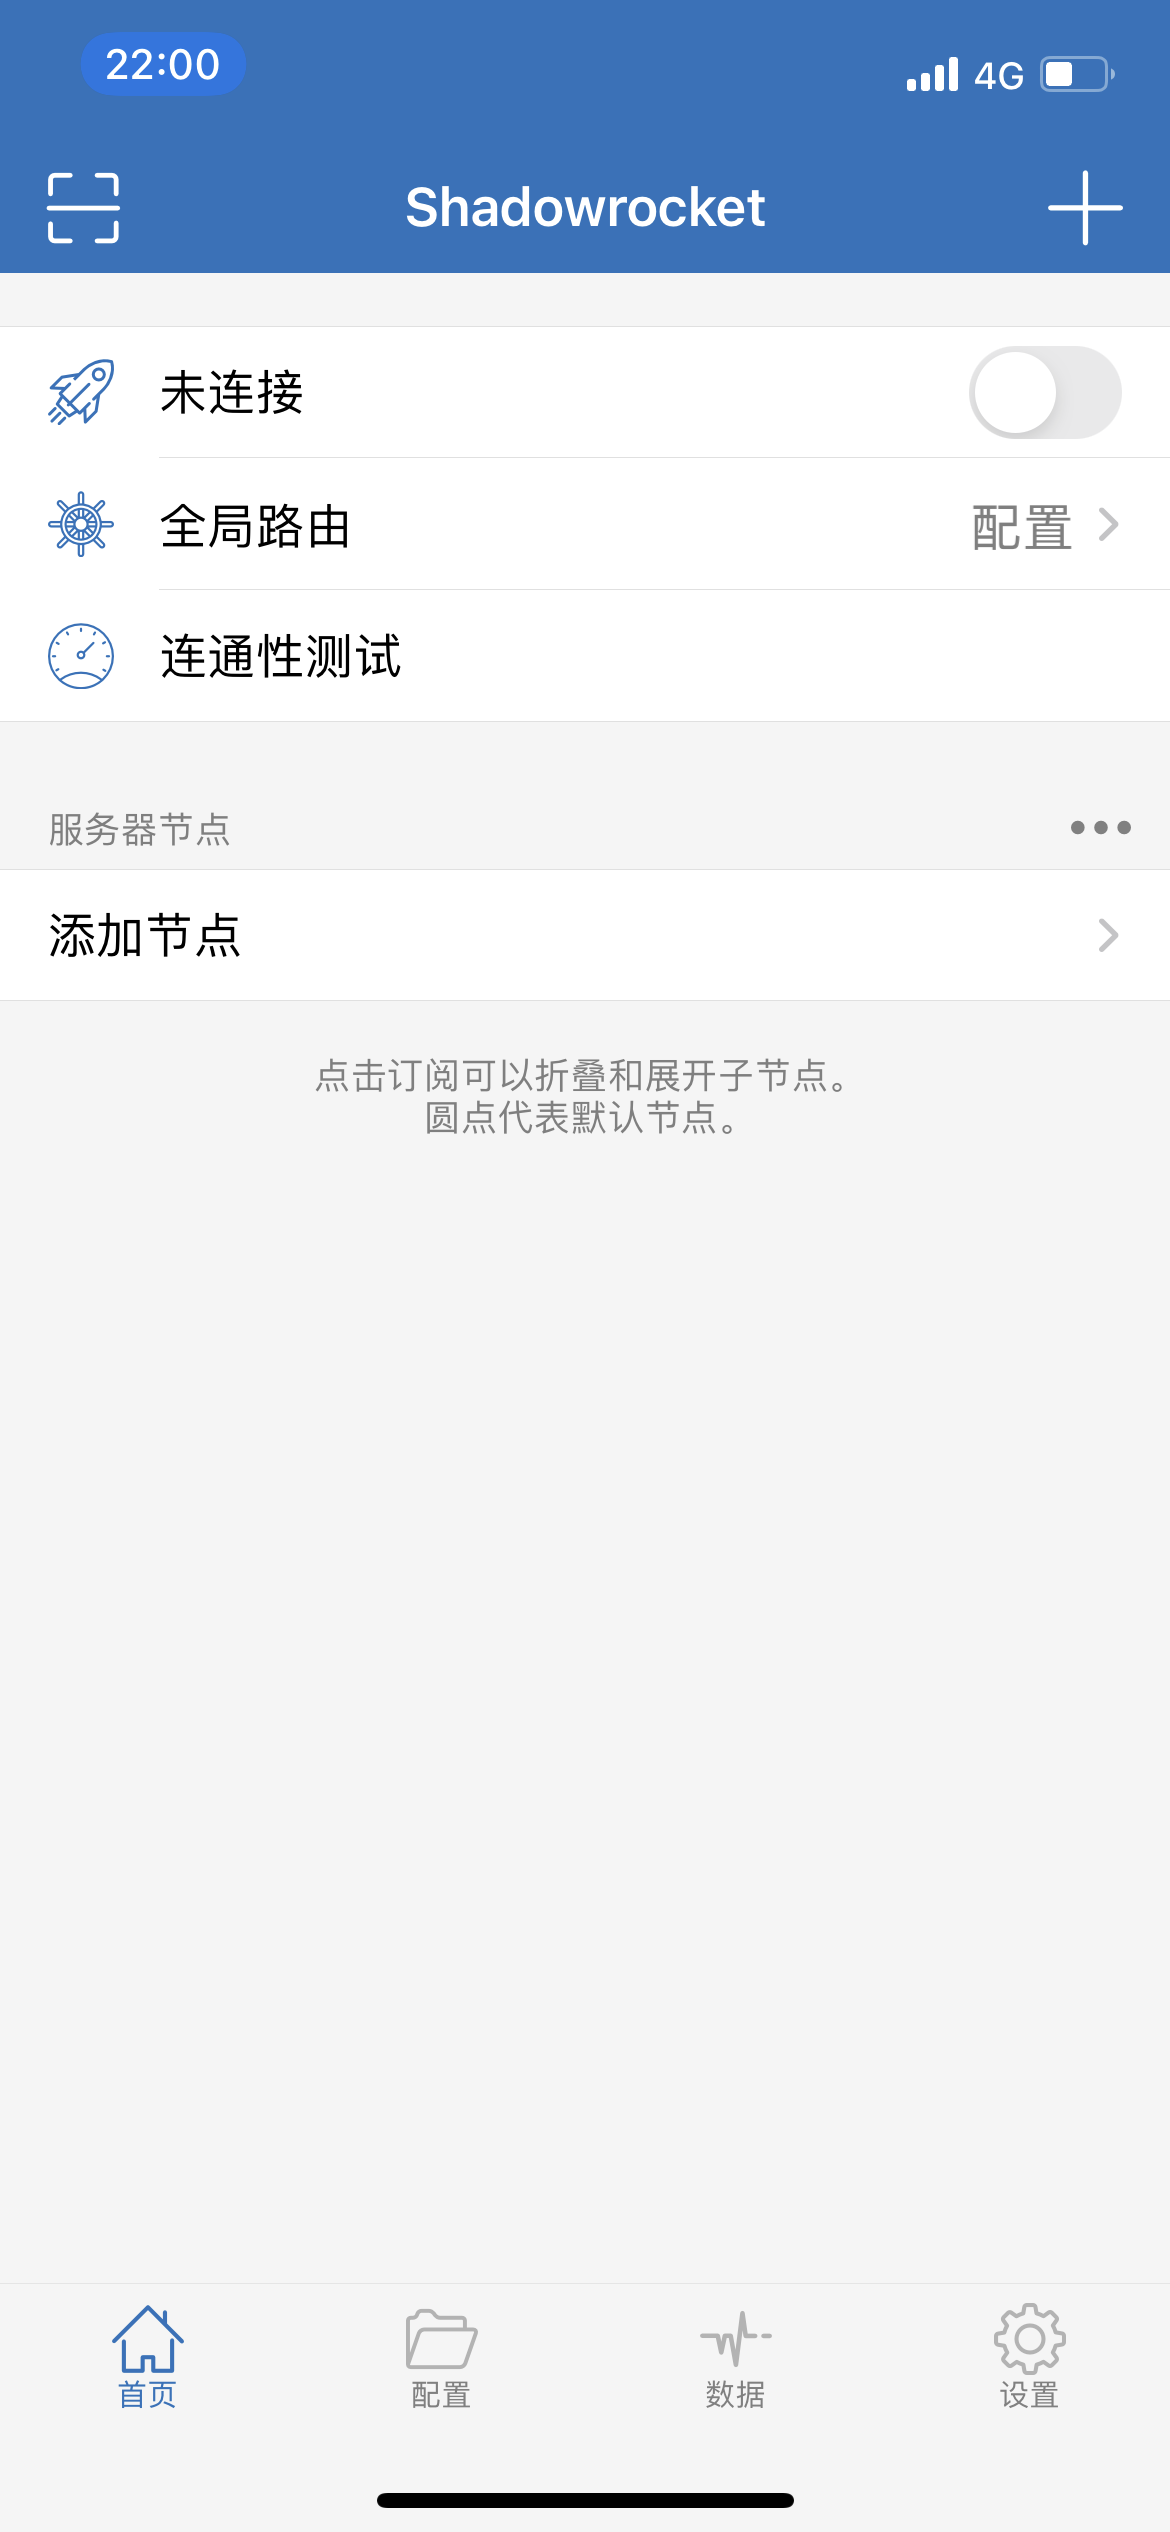 22:00
4G
Shadowrocket
未连接
全局路由
配置
连通性测试
服务器节点
添加节点
点击订阅可以折叠和展开子节点。
圆点代表默认节点。
首页
配置
数据
设置